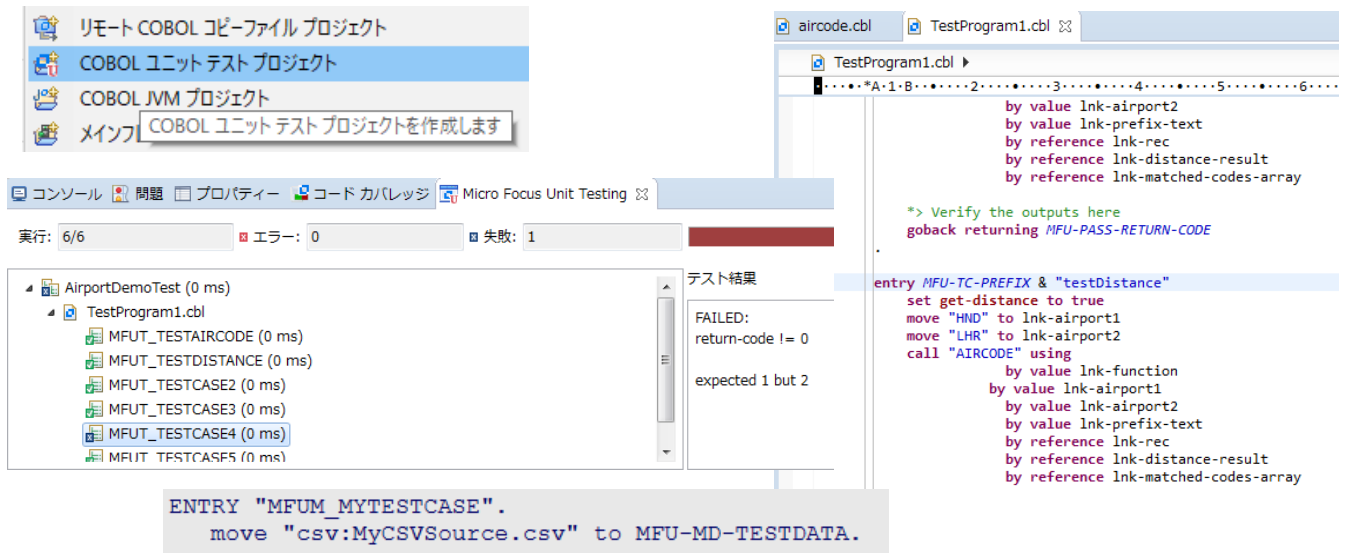 リモート COBOL コピーファイル プロジェクト
COBOL ユニット テスト プロジェクト
COBOL JVM プロジェクト
メインフ
COBOL ユニット テスト プロジェクトを作成します
コンソール 問題 プロパティー コード カバレッジ Micro Focus Unit Testing
実行: 6/6 エラー: 0 失敗: 1
AirportDemoTest (0 ms)
TestProgram1.cbl
MFUT_TESTAIRCODE (0 ms)
MFUT_TESTDISTANCE (0 ms)
MFUT_TESTCASE2 (0 ms)
MFUT_TESTCASE3 (0 ms)
MFUT_TESTCASE4 (0 ms)
MFUT_TESTCASE5 (0 ms)
テスト結果
FAILED:
return-code != 0
expected 1 but 2
aircode.cbl TestProgram1.cbl
TestProgram1.cbl
*A·1·B··•····2····•····3····•····4····•····5····•····6····
by value lnk-airport2
by value lnk-prefix-text
by reference lnk-rec
by reference lnk-distance-result
by reference lnk-matched-codes-array
*> Verify the outputs here
goback returning MFU-PASS-RETURN-CODE
.
entry MFU-TC-PREFIX & "testDistance"
set get-distance to true
move "HND" to lnk-airport1
move "LHR" to lnk-airport2
call "AIRCODE" using
by value lnk-function
by value lnk-airport1
by value lnk-airport2
by value lnk-prefix-text
by reference lnk-rec
by reference lnk-distance-result
by reference lnk-matched-codes-array
ENTRY "MFUM_MYTESTCASE".
move "csv:MyCSVSource.csv" to MFU-MD-TESTDATA.